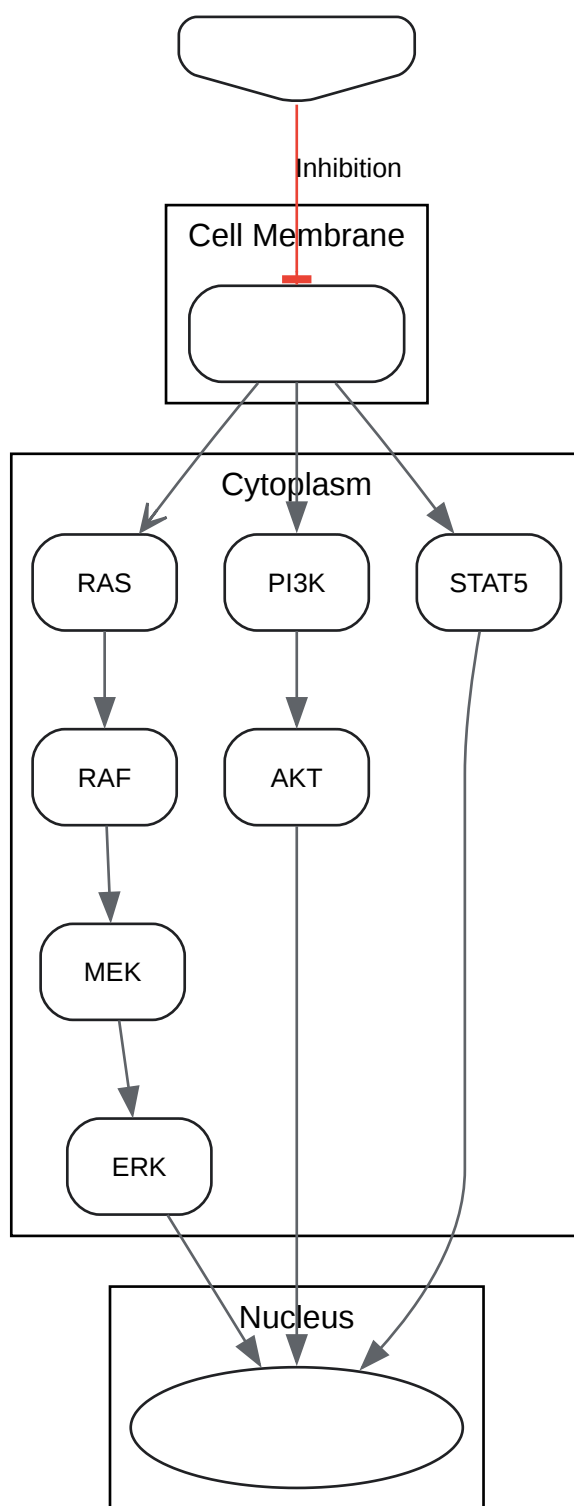 Inhibition
Cell Membrane
Cytoplasm
RAS
PI3K
STAT5
RAF
AKT
MEK
ERK
Nucleus